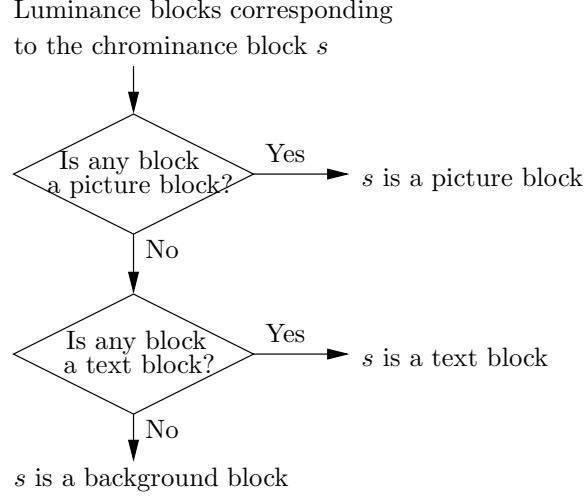 Luminance blocks corresponding
to the chrominance block s
Is any block
a picture block?
Yes
s is a picture block
No
Is any block
a text block?
Yes
s is a text block
No
s is a background block